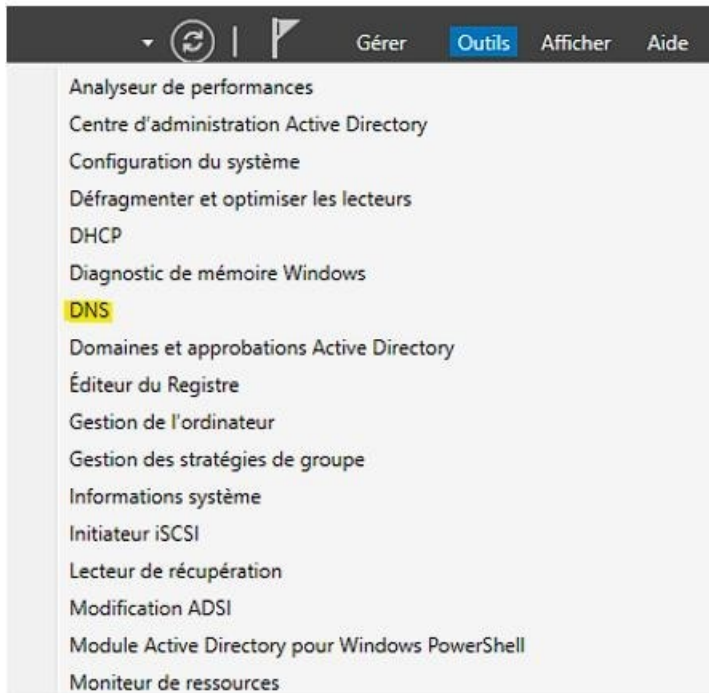 Gérer Outils Afficher Aide
Analyseur de performances
Centre d'administration Active Directory
Configuration du système
Défragmenter et optimiser les lecteurs
DHCP
Diagnostic de mémoire Windows
DNS
Domaines et approbations Active Directory
Éditeur du Registre
Gestion de l'ordinateur
Gestion des stratégies de groupe
Informations système
Initiateur iSCSI
Lecteur de récupération
Modification ADSI
Module Active Directory pour Windows PowerShell
Moniteur de ressources